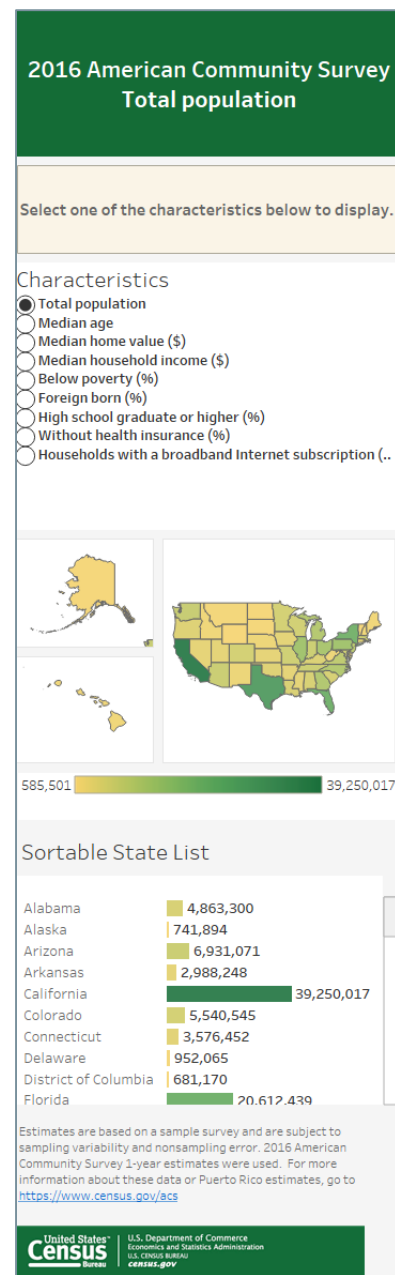 2016 American Community Survey
Total population
Select one of the characteristics below to display.
Characteristics
Total population
Median age
Median home value ($)
Median household income ($)
Below poverty (%)
Foreign born (%)
High school graduate or higher (%)
Without health insurance (%)
Households with a broadband Internet subscription (..
585,501
39,250,017
Sortable State List
Alabama 4,863,300
Alaska 741,894
Arizona 6,931,071
Arkansas 2,988,248
California 39,250,017
Colorado 5,540,545
Connecticut 3,576,452
Delaware 952,065
District of Columbia 681,170
Florida 20,612,439
Estimates are based on a sample survey and are subject to
sampling variability and nonsampling error. 2016 American
Community Survey 1-year estimates were used. For more
information about these data or Puerto Rico estimates, go to
https://www.census.gov/acs
United States™
Census
Bureau
U.S. Department of Commerce
Economics and Statistics Administration
U.S. CENSUS BUREAU
census.gov